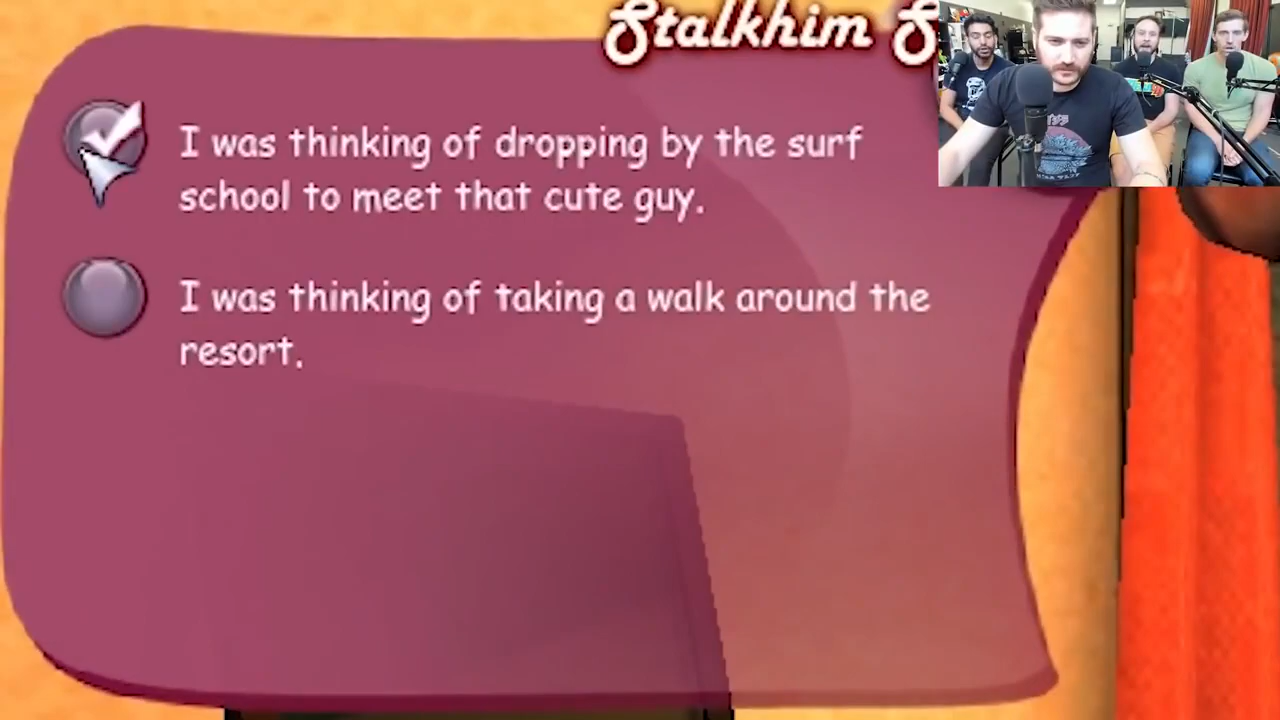 Stalkhim S
I was thinking of dropping by the surf
school to meet that cute guy.
I was thinking of taking a walk around the
resort.